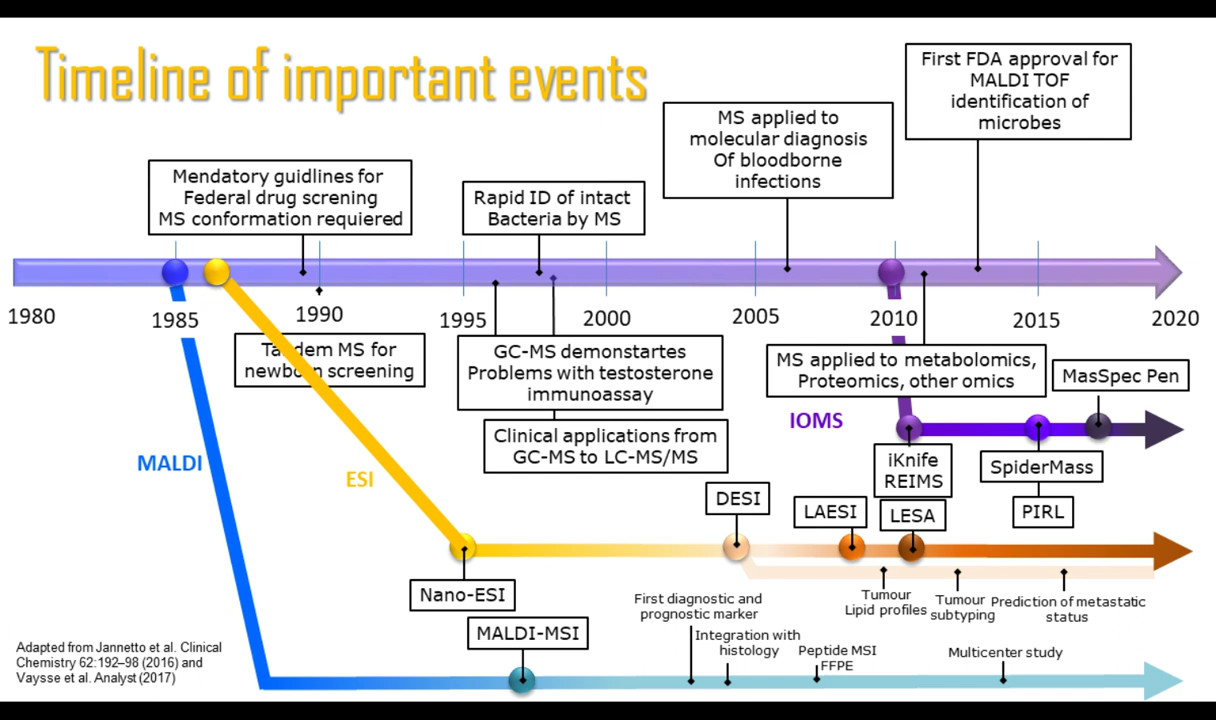 Timeline of important events
First FDA approval for
MALDI TOF
identification of
microbes
MS applied to
molecular diagnosis
Of bloodborne
infections
Mendatory guidlines for
Federal drug screning
MS conformation requiered
Rapid ID of intact
Bacteria by MS
1980
1985
1990
1995
2000
2005
2010
2015
2020
Tandem MS for
newborn screening
GC-MS demonstartes
Problems with testosterone
immunoassay
MS applied to metabolomics,
Proteomics, other omics
MasSpec Pen
IOMS
Clinical applications from
GC-MS to LC-MS/MS
MALDI
ESI
iKnife
REIMS
SpiderMass
DESI
LAESI
LESA
PIRL
Nano-ESI
First diagnostic and
prognostic marker
Tumour
Lipid profiles
Tumour
subtyping
Prediction of metastatic
status
MALDI-MSI
Integration with
histology
Peptide MSI
FFPE
Multicenter study
Adapted from Jannetto et al. Clinical
Chemistry 62:192–98 (2016) and
Vaysse et al. Analyst (2017)